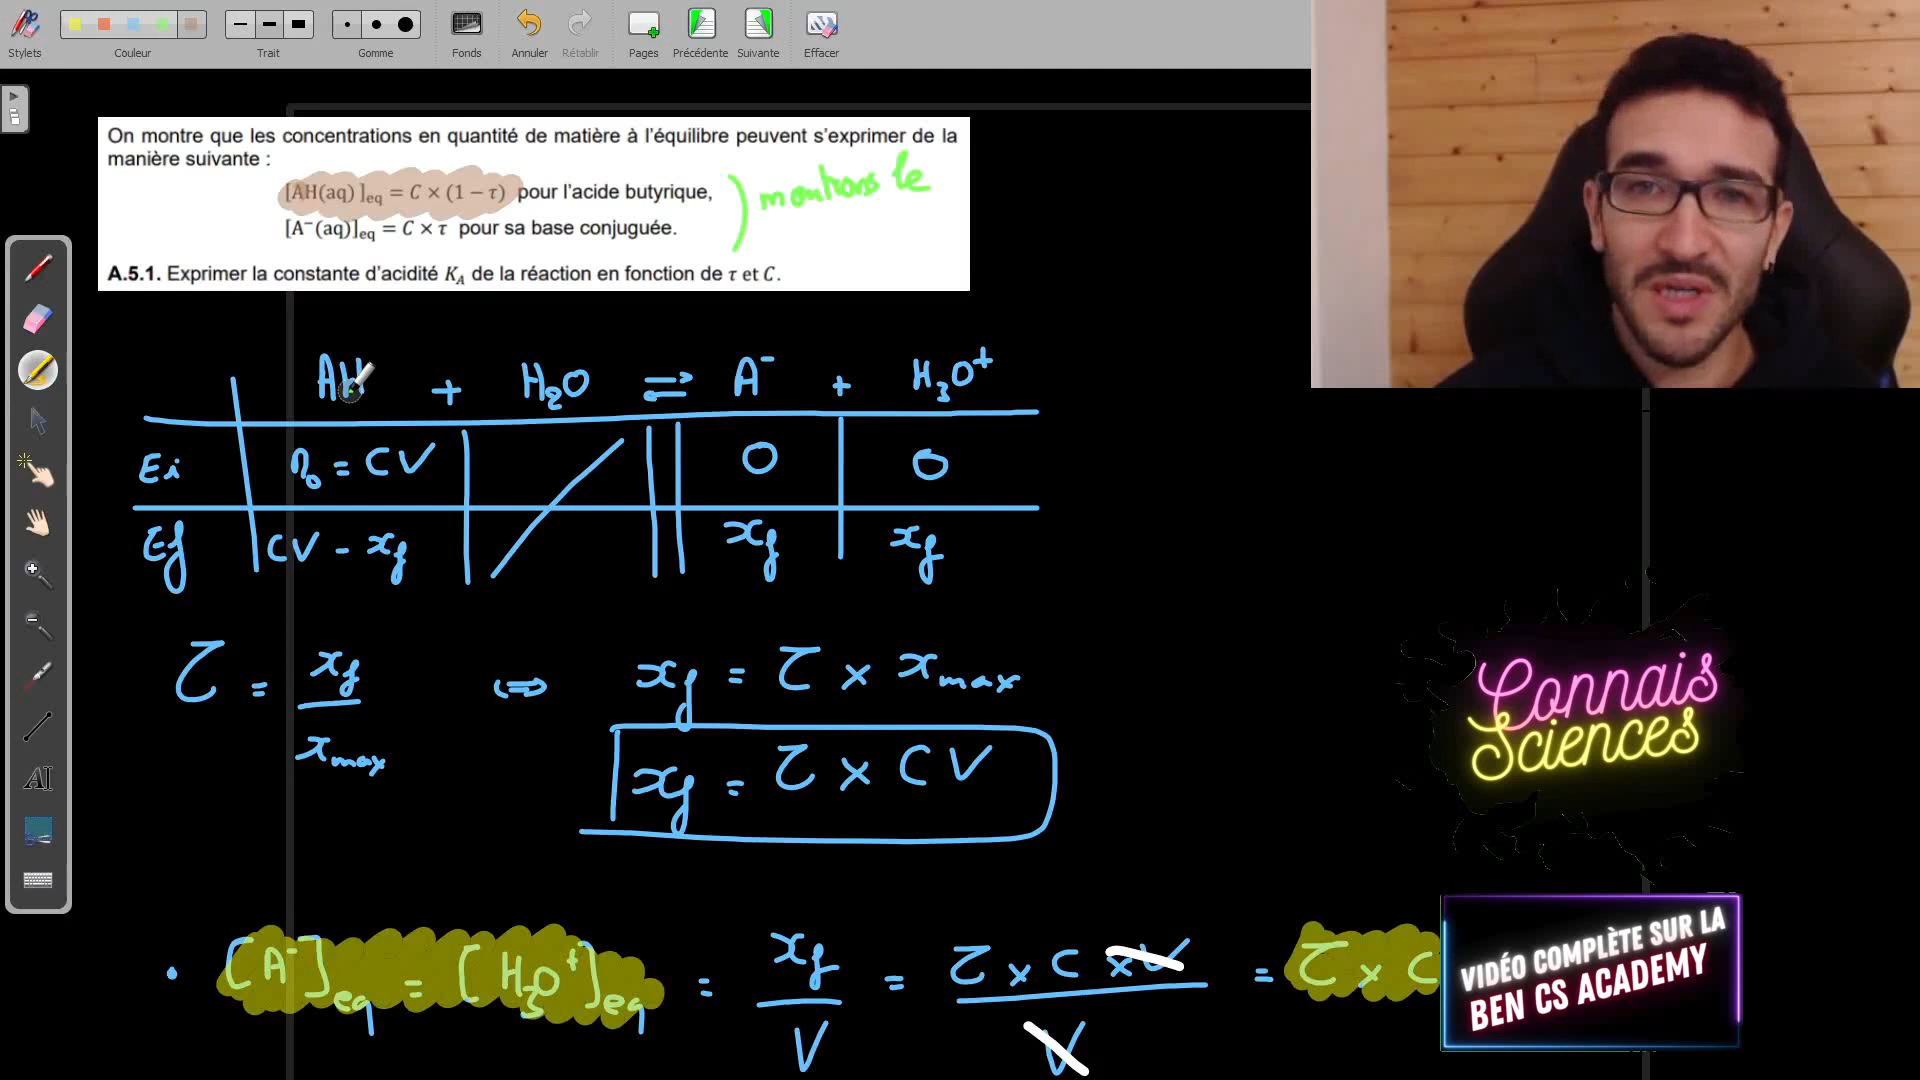 Stylets Couleur Trait Gomme Fonds Annuler Rétablir Pages Précédente Suivante Effacer
On montre que les concentrations en quantité de matière à l'équilibre peuvent s'exprimer de la
manière suivante :
[AH(aq) ]eq = C × (1 − τ) pour l'acide butyrique,
[A⁻(aq)]eq = C × τ pour sa base conjuguée.
montrons le
A.5.1. Exprimer la constante d'acidité K_A de la réaction en fonction de τ et C.
AH + H₂O ⇌ A⁻ + H₃O⁺
Ei n₀ = CV 0 0
Ef CV - xf xf xf
τ = xf / xmax ⇔ xf = τ × xmax
xf = τ × CV
Connais
Sciences
• [A⁻]eq = [H₃O⁺]eq = xf / V = τ × C × V / V = τ × C
VIDÉO COMPLÈTE SUR LA
BEN CS ACADEMY
AI